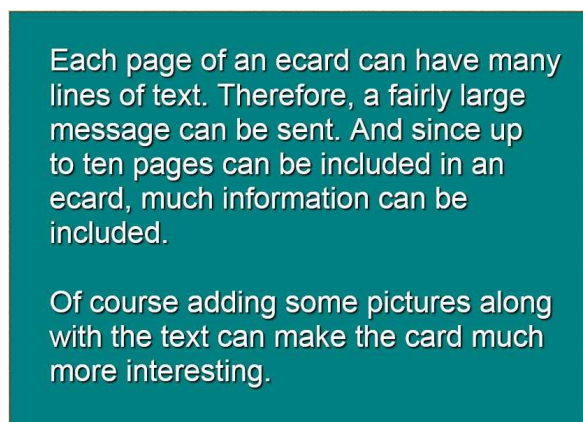 Each page of an ecard can have many
lines of text. Therefore, a fairly large
message can be sent. And since up
to ten pages can be included in an
ecard, much information can be
included.
Of course adding some pictures along
with the text can make the card much
more interesting.